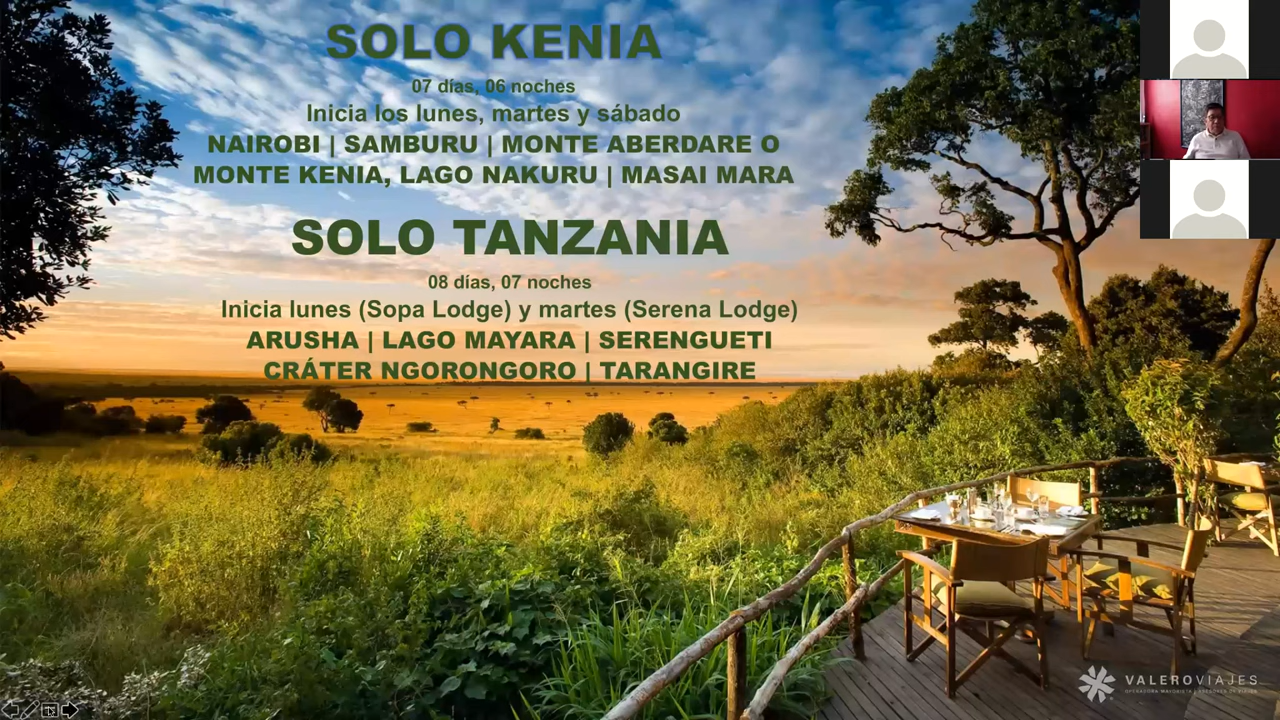 SOLO KENIA
07 días, 06 noches
Inicia los lunes, martes y sábado
NAIROBI | SAMBURU | MONTE ABERDARE O
MONTE KENIA, LAGO NAKURU | MASAI MARA
SOLO TANZANIA
08 días, 07 noches
Inicia lunes (Sopa Lodge) y martes (Serena Lodge)
ARUSHA | LAGO MAYARA | SERENGUETI
CRÁTER NGORONGORO | TARANGIRE
VALEROVIAJES